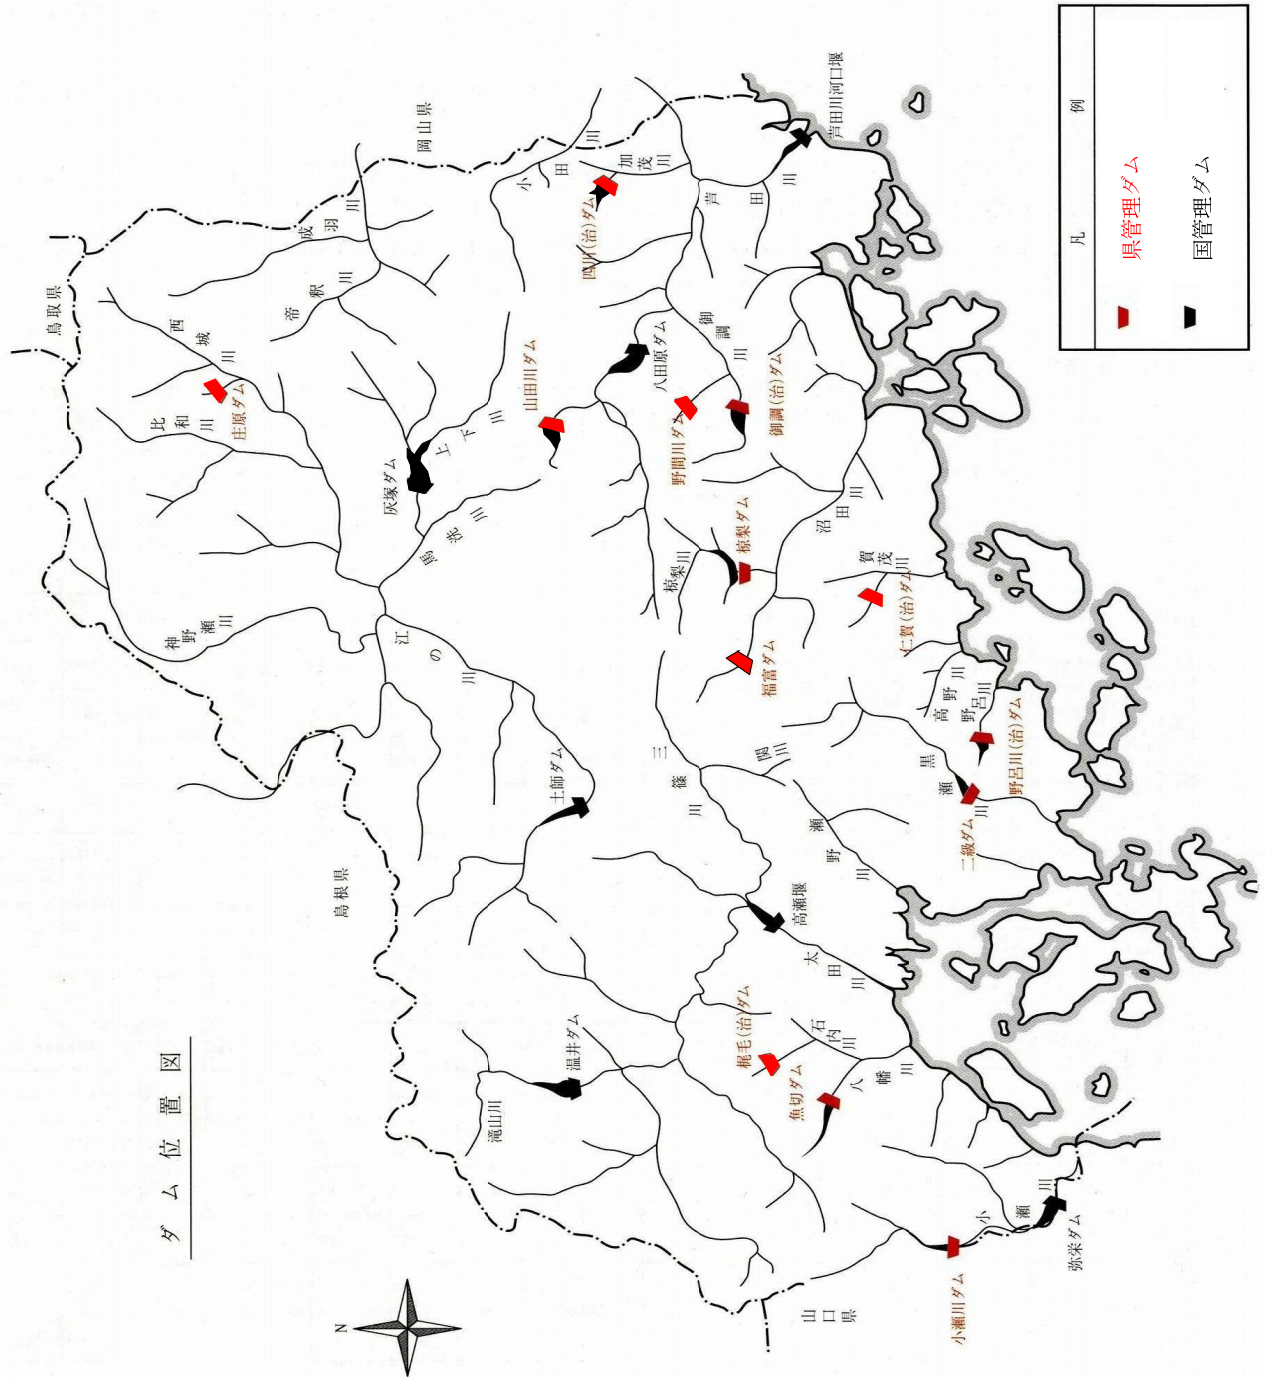 ダム位置図
N
凡例
県管理ダム
国管理ダム
鳥取県
岡山県
島根県
山口県
西城川
比和川
庄原ダム
成羽川
帝釈川
小田川
加茂川
四川(治)ダム
芦田川
芦田川河口堰
御調川
八田原ダム
山田川ダム
野間川ダム
御調(治)ダム
上下川
灰塚ダム
馬洗川
神野瀬川
江の川
土師ダム
椋梨川
椋梨ダム
沼田川
福富ダム
賀茂川
仁賀(治)ダム
高野川
野呂川
野呂川(治)ダム
黒瀬川
二級ダム
三篠川
関川
瀬野川
高瀬堰
太田川
温井ダム
滝山川
梶毛(治)ダム
石内川
魚切ダム
八幡川
小瀬川
弥栄ダム
小瀬川ダム